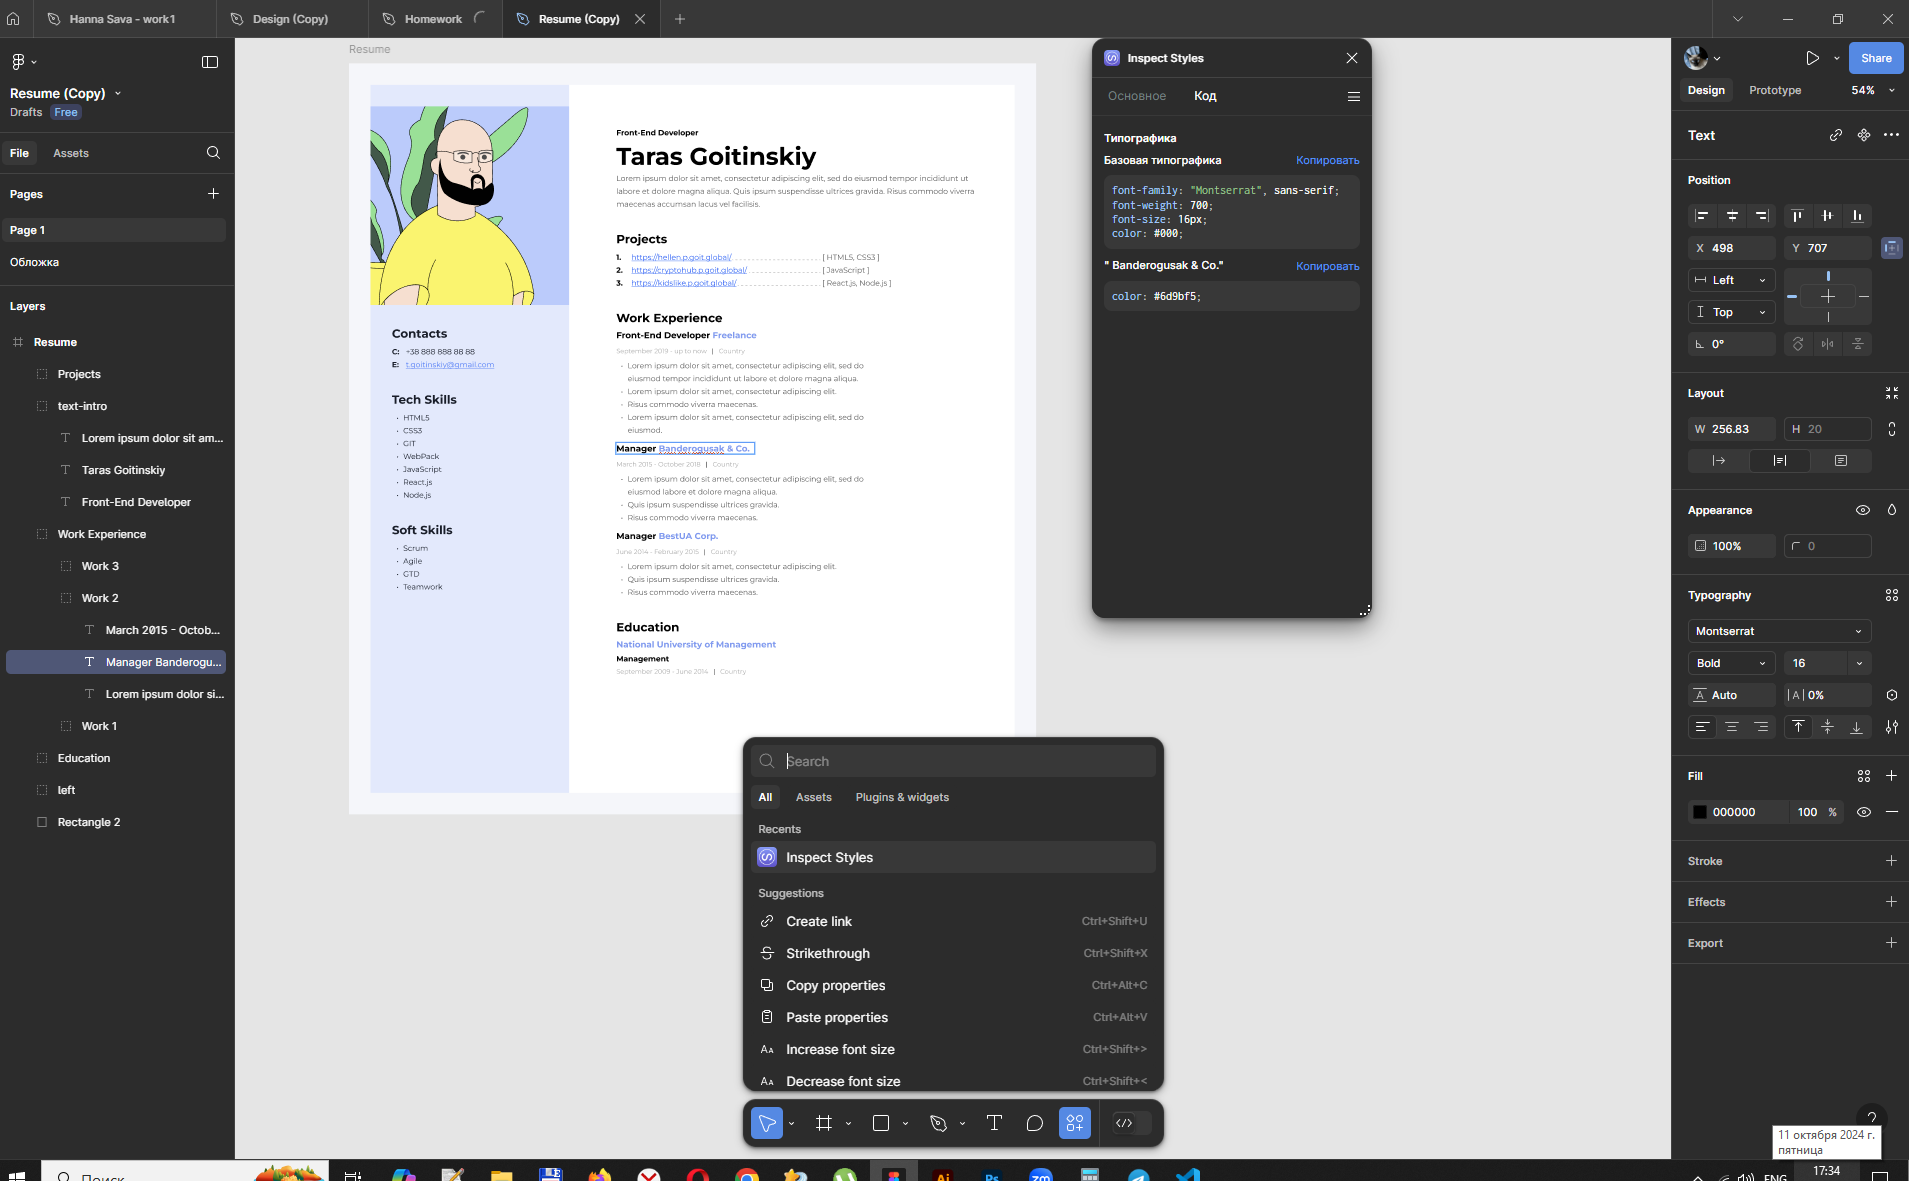 Hanna Sava - work1
Design (Copy)
Homework
Resume (Copy)
Resume (Copy)
Drafts
Free
File
Assets
Pages
Page 1
Обложка
Layers
Resume
Projects
text-intro
Lorem ipsum dolor sit am...
Taras Goitinskiy
Front-End Developer
Work Experience
Work 3
Work 2
March 2015 - Octob...
Manager Banderogu...
Lorem ipsum dolor si...
Work 1
Education
left
Rectangle 2
Resume
Contacts
C: +38 888 888 88 88
E: t.goitinskiy@gmail.com
Tech Skills
· HTML5
· CSS3
· GIT
· WebPack
· JavaScript
· React.js
· Node.js
Soft Skills
· Scrum
· Agile
· GTD
· Teamwork
Front-End Developer
Taras Goitinskiy
Lorem ipsum dolor sit amet, consectetur adipiscing elit, sed do eiusmod tempor incididunt ut
labore et dolore magna aliqua. Quis ipsum suspendisse ultrices gravida. Risus commodo viverra
maecenas accumsan lacus vel facilisis.
Projects
1. https://hellen.p.goit.global/ [ HTML5, CSS3 ]
2. https://cryptohub.p.goit.global/ [ JavaScript ]
3. https://kidslike.p.goit.global/ [ React.js, Node.js ]
Work Experience
Front-End Developer Freelance
September 2019 - up to now | Country
· Lorem ipsum dolor sit amet, consectetur adipiscing elit, sed do
eiusmod tempor incididunt ut labore et dolore magna aliqua.
· Lorem ipsum dolor sit amet, consectetur adipiscing elit.
· Risus commodo viverra maecenas.
· Lorem ipsum dolor sit amet, consectetur adipiscing elit, sed do
eiusmod.
Manager Banderogusak & Co.
March 2015 - October 2018 | Country
· Lorem ipsum dolor sit amet, consectetur adipiscing elit, sed do
eiusmod labore et dolore magna aliqua.
· Quis ipsum suspendisse ultrices gravida.
· Risus commodo viverra maecenas.
Manager BestUA Corp.
June 2014 - February 2015 | Country
· Lorem ipsum dolor sit amet, consectetur adipiscing elit.
· Quis ipsum suspendisse ultrices gravida.
· Risus commodo viverra maecenas.
Education
National University of Management
Management
September 2009 - June 2014 | Country
Inspect Styles
Основное
Код
Типографика
Базовая типографика Копировать
font-family: "Montserrat", sans-serif;
font-weight: 700;
font-size: 16px;
color: #000;
" Banderogusak & Co." Копировать
color: #6d9bf5;
Search
All
Assets
Plugins & widgets
Recents
Inspect Styles
Suggestions
Create link Ctrl+Shift+U
Strikethrough Ctrl+Shift+X
Copy properties Ctrl+Alt+C
Paste properties Ctrl+Alt+V
Increase font size Ctrl+Shift+>
Decrease font size Ctrl+Shift+<
Share
Design
Prototype
54%
Text
Position
X 498
Y 707
Left
Top
0°
Layout
W 256.83
H 20
Appearance
100%
0
Typography
Montserrat
Bold
16
Auto
|A| 0%
Fill
000000 100 %
Stroke
Effects
Export
?
11 октября 2024 г.
пятница
Поиск
Ai
Ps
zm
ENG
17:34